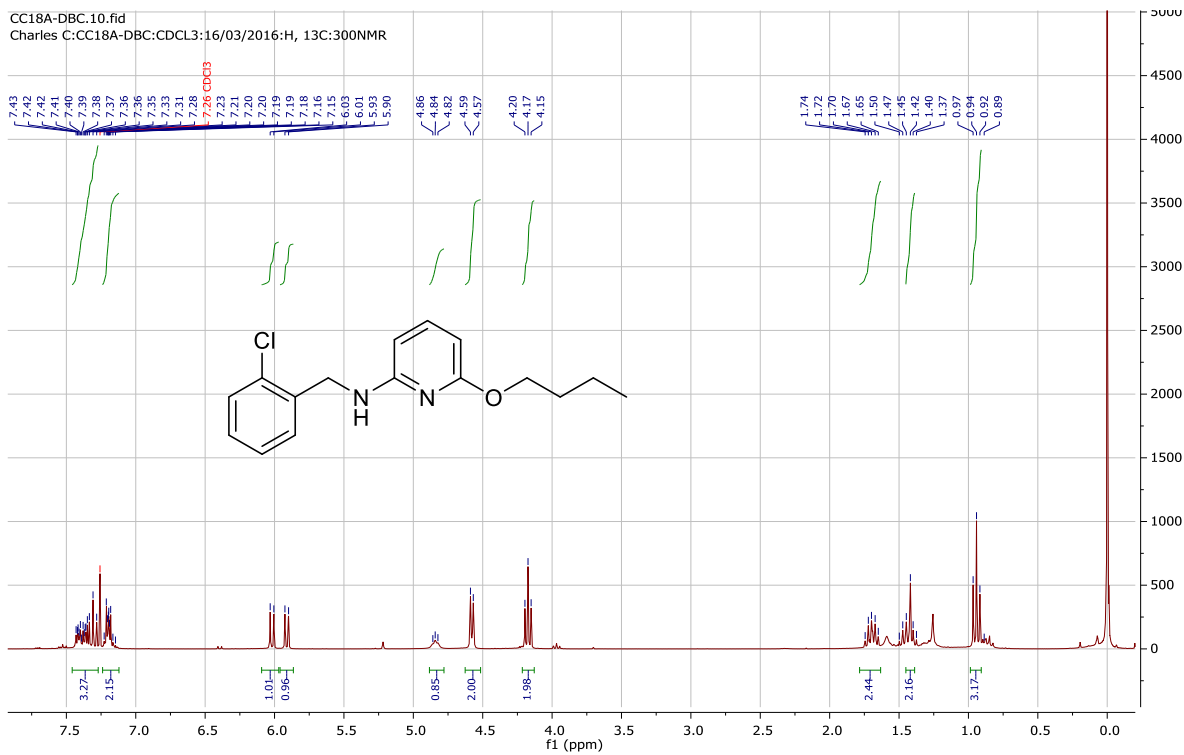 CC18A-DBC.10.fid
Charles C:CC18A-DBC:CDCL3:16/03/2016:H, 13C:300NMR
7.43 7.42 7.42 7.41 7.40 7.39 7.38 7.37 7.36 7.36 7.35 7.33 7.31 7.28 7.26 CDCl3 7.23 7.21 7.20 7.20 7.19 7.19 7.18 7.16 7.15 6.03 6.01 5.93 5.90 4.86 4.84 4.82 4.59 4.57 4.20 4.17 4.15 1.74 1.72 1.70 1.67 1.65 1.50 1.47 1.45 1.42 1.40 1.37 0.97 0.94 0.92 0.89
5000
4500
4000
3500
3000
2500
2000
1500
1000
500
0
Cl
N
H
N
O
3.27 2.15 1.01 0.96 0.85 2.00 1.98 2.44 2.16 3.17
7.5 7.0 6.5 6.0 5.5 5.0 4.5 4.0 3.5 3.0 2.5 2.0 1.5 1.0 0.5 0.0
f1 (ppm)